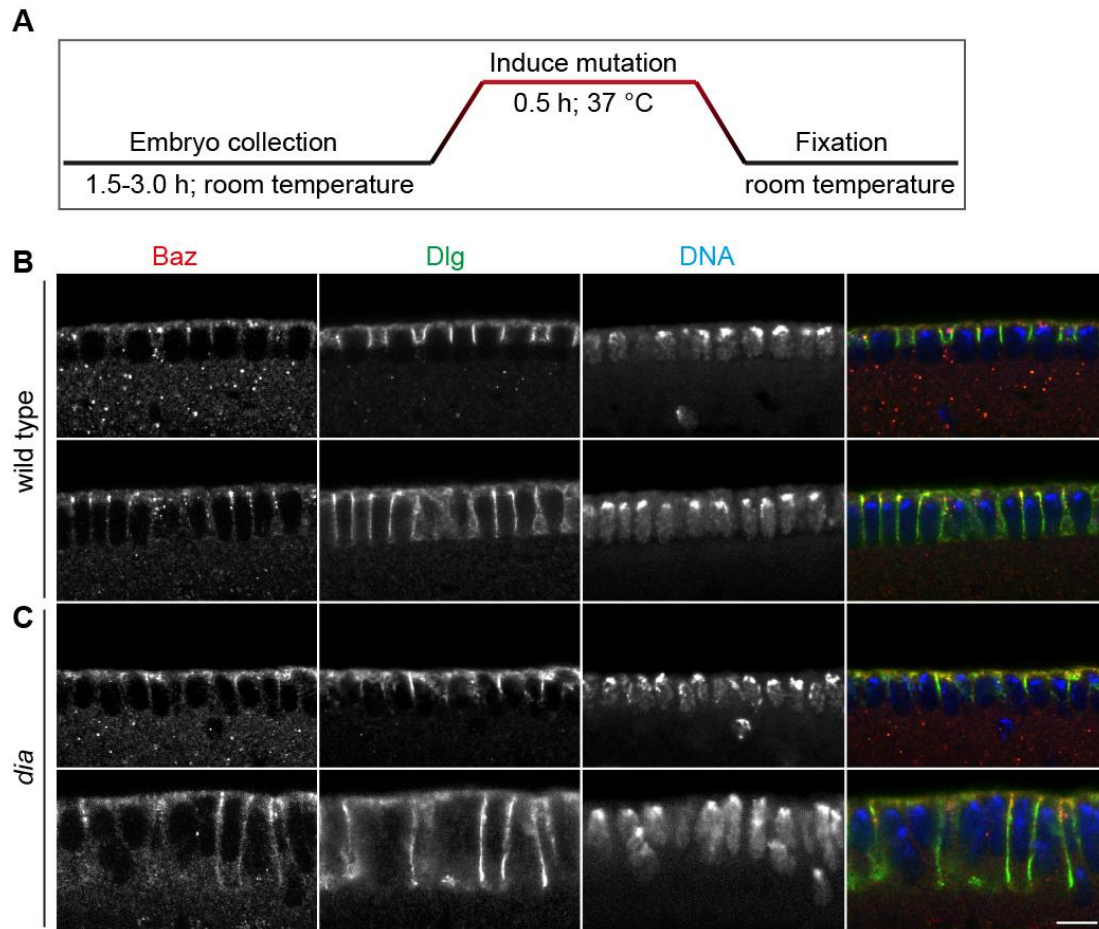 A
Induce mutation
0.5 h; 37 °C
Embryo collection
Fixation
1.5-3.0 h; room temperature
room temperature
Baz
Dlg
DNA
B
wild type
C
dia